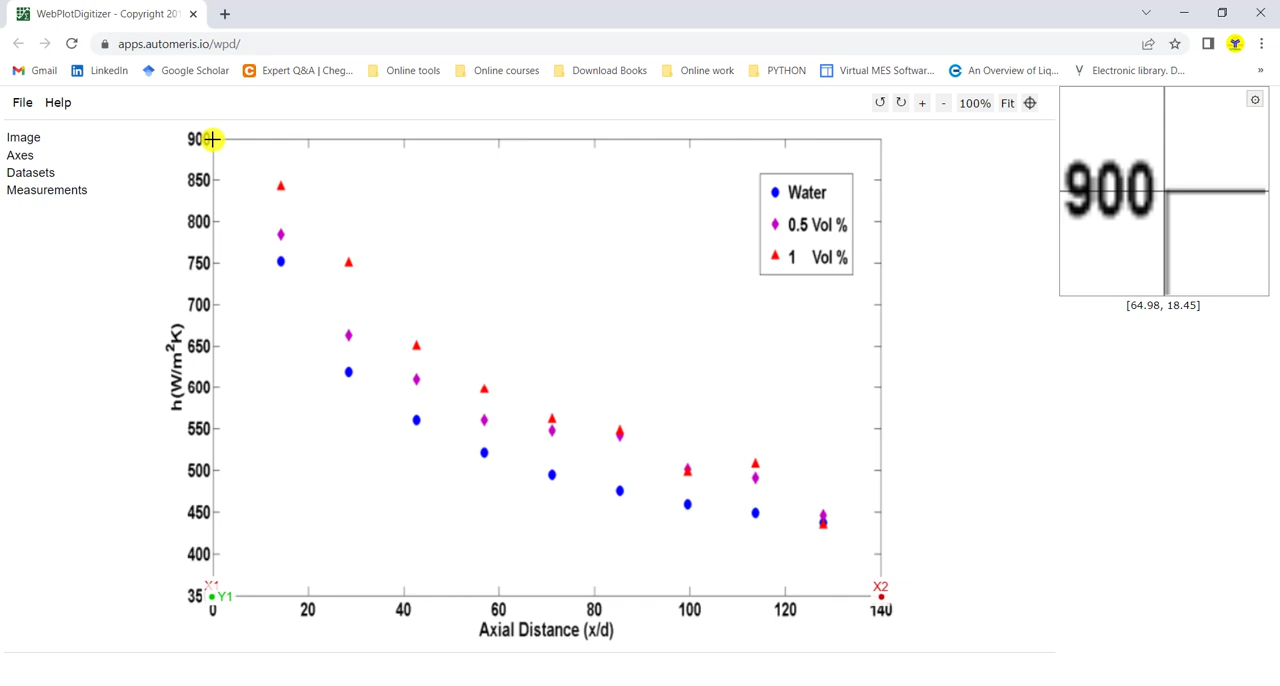 WebPlotDigitizer - Copyright 201
apps.automeris.io/wpd/
Gmail LinkedIn Google Scholar Expert Q&A | Cheg... Online tools Online courses Download Books Online work PYTHON Virtual MES Softwar... An Overview of Liq... Electronic library. D... »
File Help
+ - 100% Fit
Image
Axes
Datasets
Measurements
900
850
800
750
700
650
600
550
500
450
400
35
h(W/m²K)
Water
0.5 Vol %
1 Vol %
X1 Y1 X2
0 20 40 60 80 100 120 140
Axial Distance (x/d)
900
[64.98, 18.45]